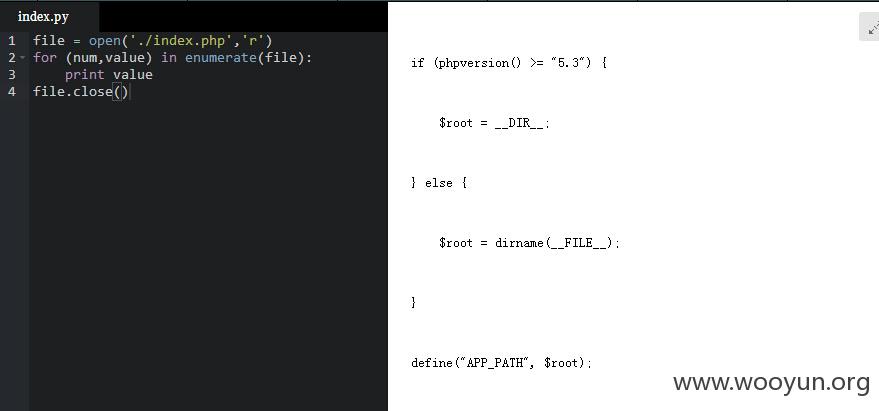 index.py
1 file = open('./index.php','r')
2 for (num,value) in enumerate(file):
3     print value
4 file.close()
if (phpversion() >= "5.3") {
    $root = __DIR__;
} else {
    $root = dirname(__FILE__);
}
define("APP_PATH", $root);
www.wooyun.org